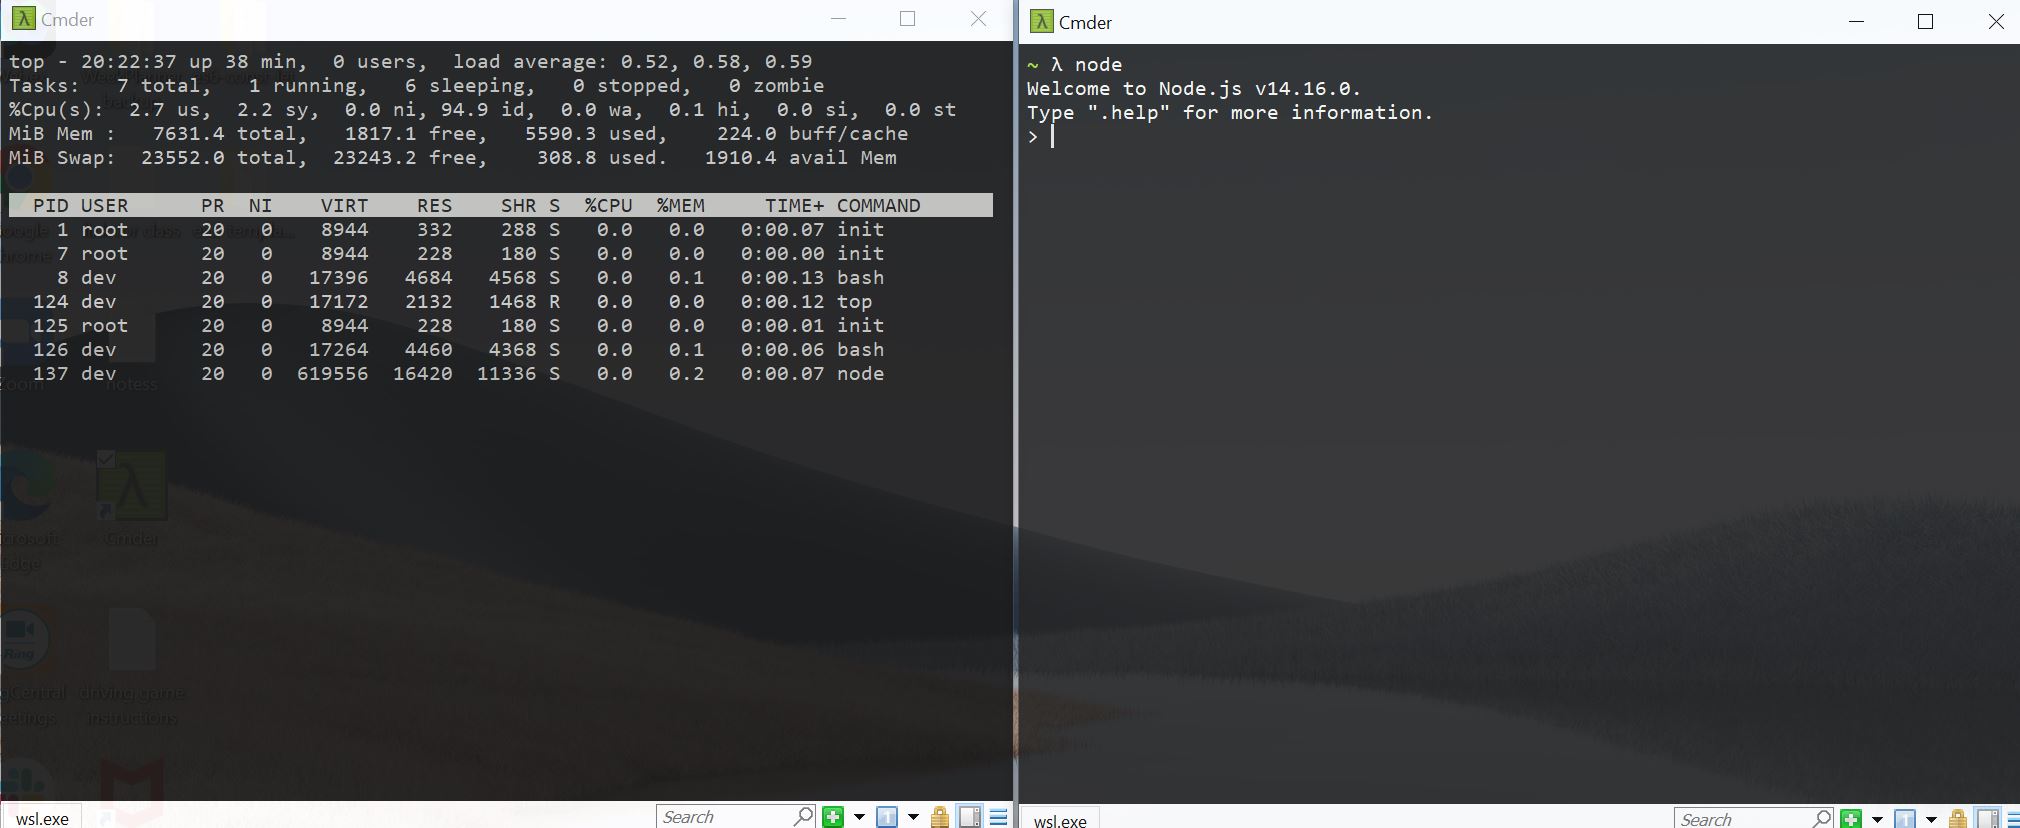 Cmder
top - 20:22:37 up 38 min,  0 users,  load average: 0.52, 0.58, 0.59
Tasks:   7 total,   1 running,   6 sleeping,   0 stopped,   0 zombie
%Cpu(s):  2.7 us,  2.2 sy,  0.0 ni, 94.9 id,  0.0 wa,  0.1 hi,  0.0 si,  0.0 st
MiB Mem :   7631.4 total,   1817.1 free,   5590.3 used,    224.0 buff/cache
MiB Swap:  23552.0 total,  23243.2 free,    308.8 used.   1910.4 avail Mem
PID USER      PR  NI    VIRT    RES    SHR S  %CPU  %MEM     TIME+ COMMAND
1 root      20   0    8944    332    288 S   0.0   0.0   0:00.07 init
7 root      20   0    8944    228    180 S   0.0   0.0   0:00.00 init
8 dev       20   0   17396   4684   4568 S   0.0   0.1   0:00.13 bash
124 dev       20   0   17172   2132   1468 R   0.0   0.0   0:00.12 top
125 root      20   0    8944    228    180 S   0.0   0.0   0:00.01 init
126 dev       20   0   17264   4460   4368 S   0.0   0.1   0:00.06 bash
137 dev       20   0  619556  16420  11336 S   0.0   0.2   0:00.07 node
Zoom
notess
Cmder
Edge
driving game
instructions
wsl.exe
Search
Cmder
~ λ node
Welcome to Node.js v14.16.0.
Type ".help" for more information.
>
wsl.exe
Search